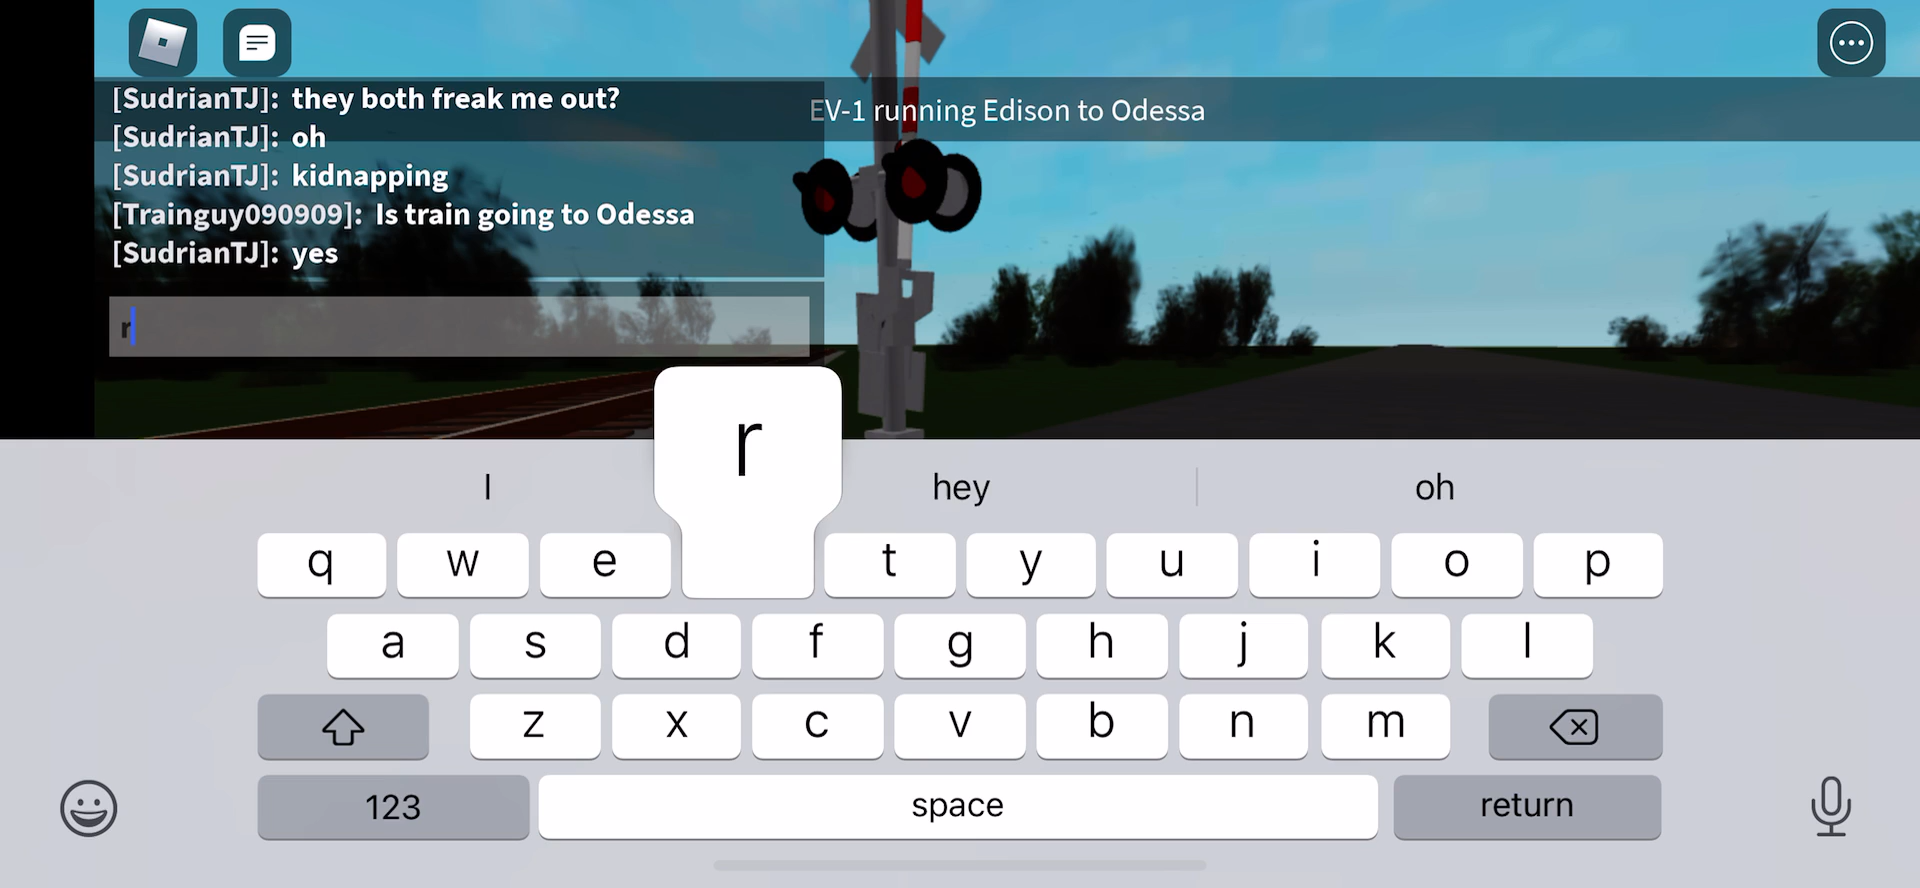 [SudrianTJ]: they both freak me out?
EV-1 running Edison to Odessa
[SudrianTJ]: oh
[SudrianTJ]: kidnapping
[Trainguy090909]: Is train going to Odessa
[SudrianTJ]: yes
r
r
I hey oh
q w e t y u i o p
a s d f g h j k l
z x c v b n m
123 space return